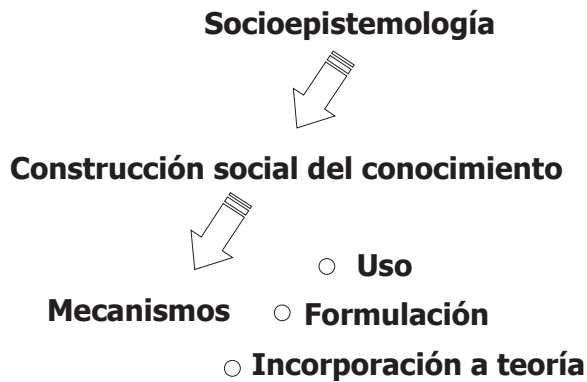 Socioepistemología
Construcción social del conocimiento
Uso
Mecanismos
Formulación
Incorporación a teoría